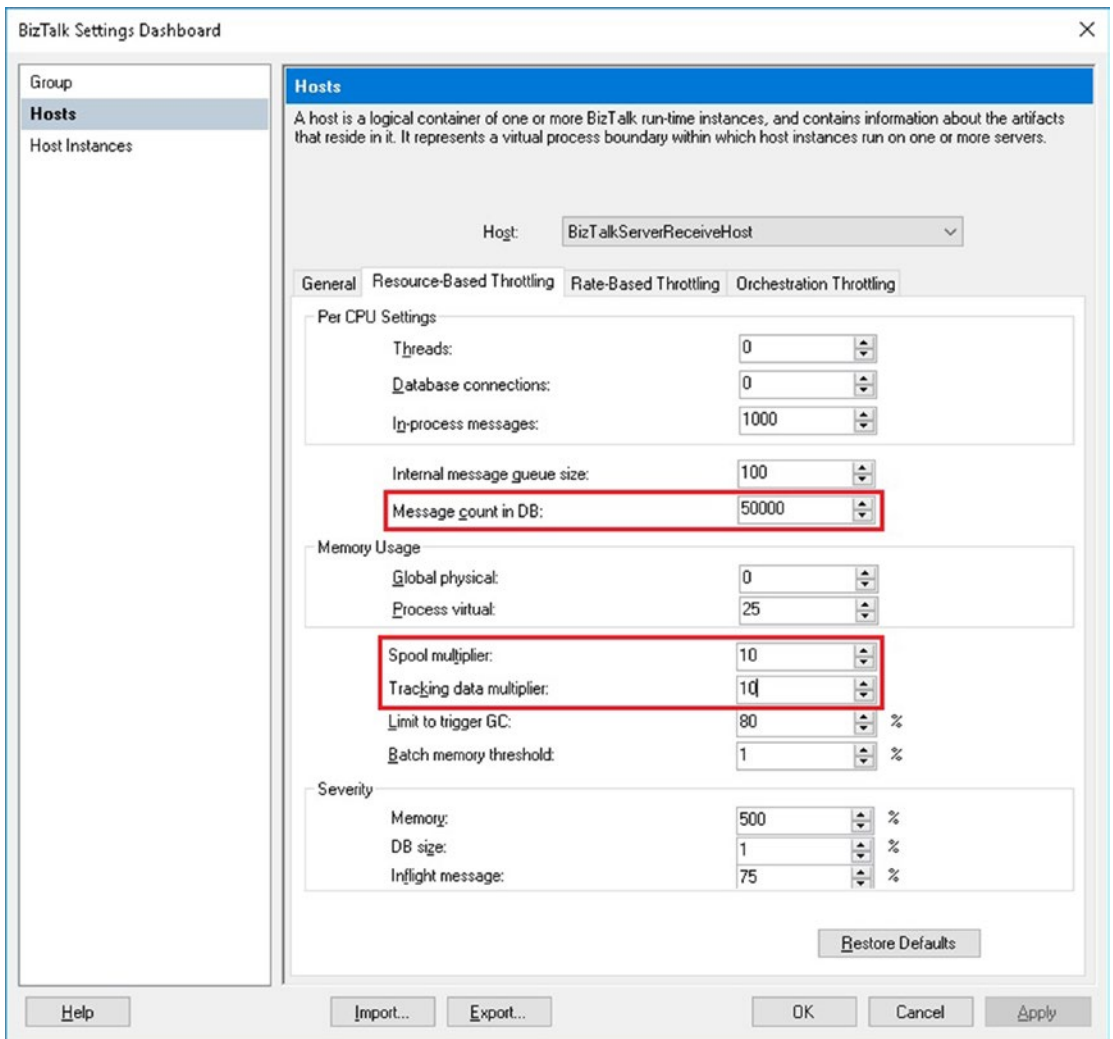 BizTalk Settings Dashboard
Group
Hosts
Host Instances
Hosts
A host is a logical container of one or more BizTalk run-time instances, and contains information about the artifacts
that reside in it. It represents a virtual process boundary within which host instances run on one or more servers.
Host: BizTalkServerReceiveHost
General Resource-Based Throttling Rate-Based Throttling Orchestration Throttling
Per CPU Settings
Threads: 0
Database connections: 0
In-process messages: 1000
Internal message queue size: 100
Message count in DB: 50000
Memory Usage
Global physical: 0
Process virtual: 25
Spool multiplier: 10
Tracking data multiplier: 10
Limit to trigger GC: 80 %
Batch memory threshold: 1 %
Severity
Memory: 500 %
DB size: 1 %
Inflight message: 75 %
Restore Defaults
Help Import... Export... OK Cancel Apply